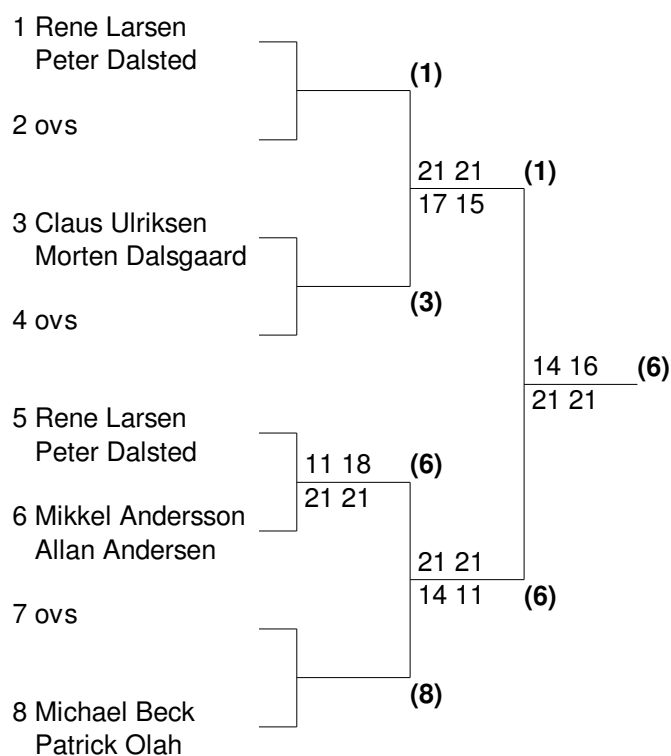 1 Rene Larsen
Peter Dalsted
(1)
2 ovs
21 21
(1)
17 15
3 Claus Ulriksen
Morten Dalsgaard
(3)
4 ovs
14 16
(6)
21 21
5 Rene Larsen
Peter Dalsted
11 18
(6)
21 21
6 Mikkel Andersson
Allan Andersen
21 21
14 11
(6)
7 ovs
(8)
8 Michael Beck
Patrick Olah